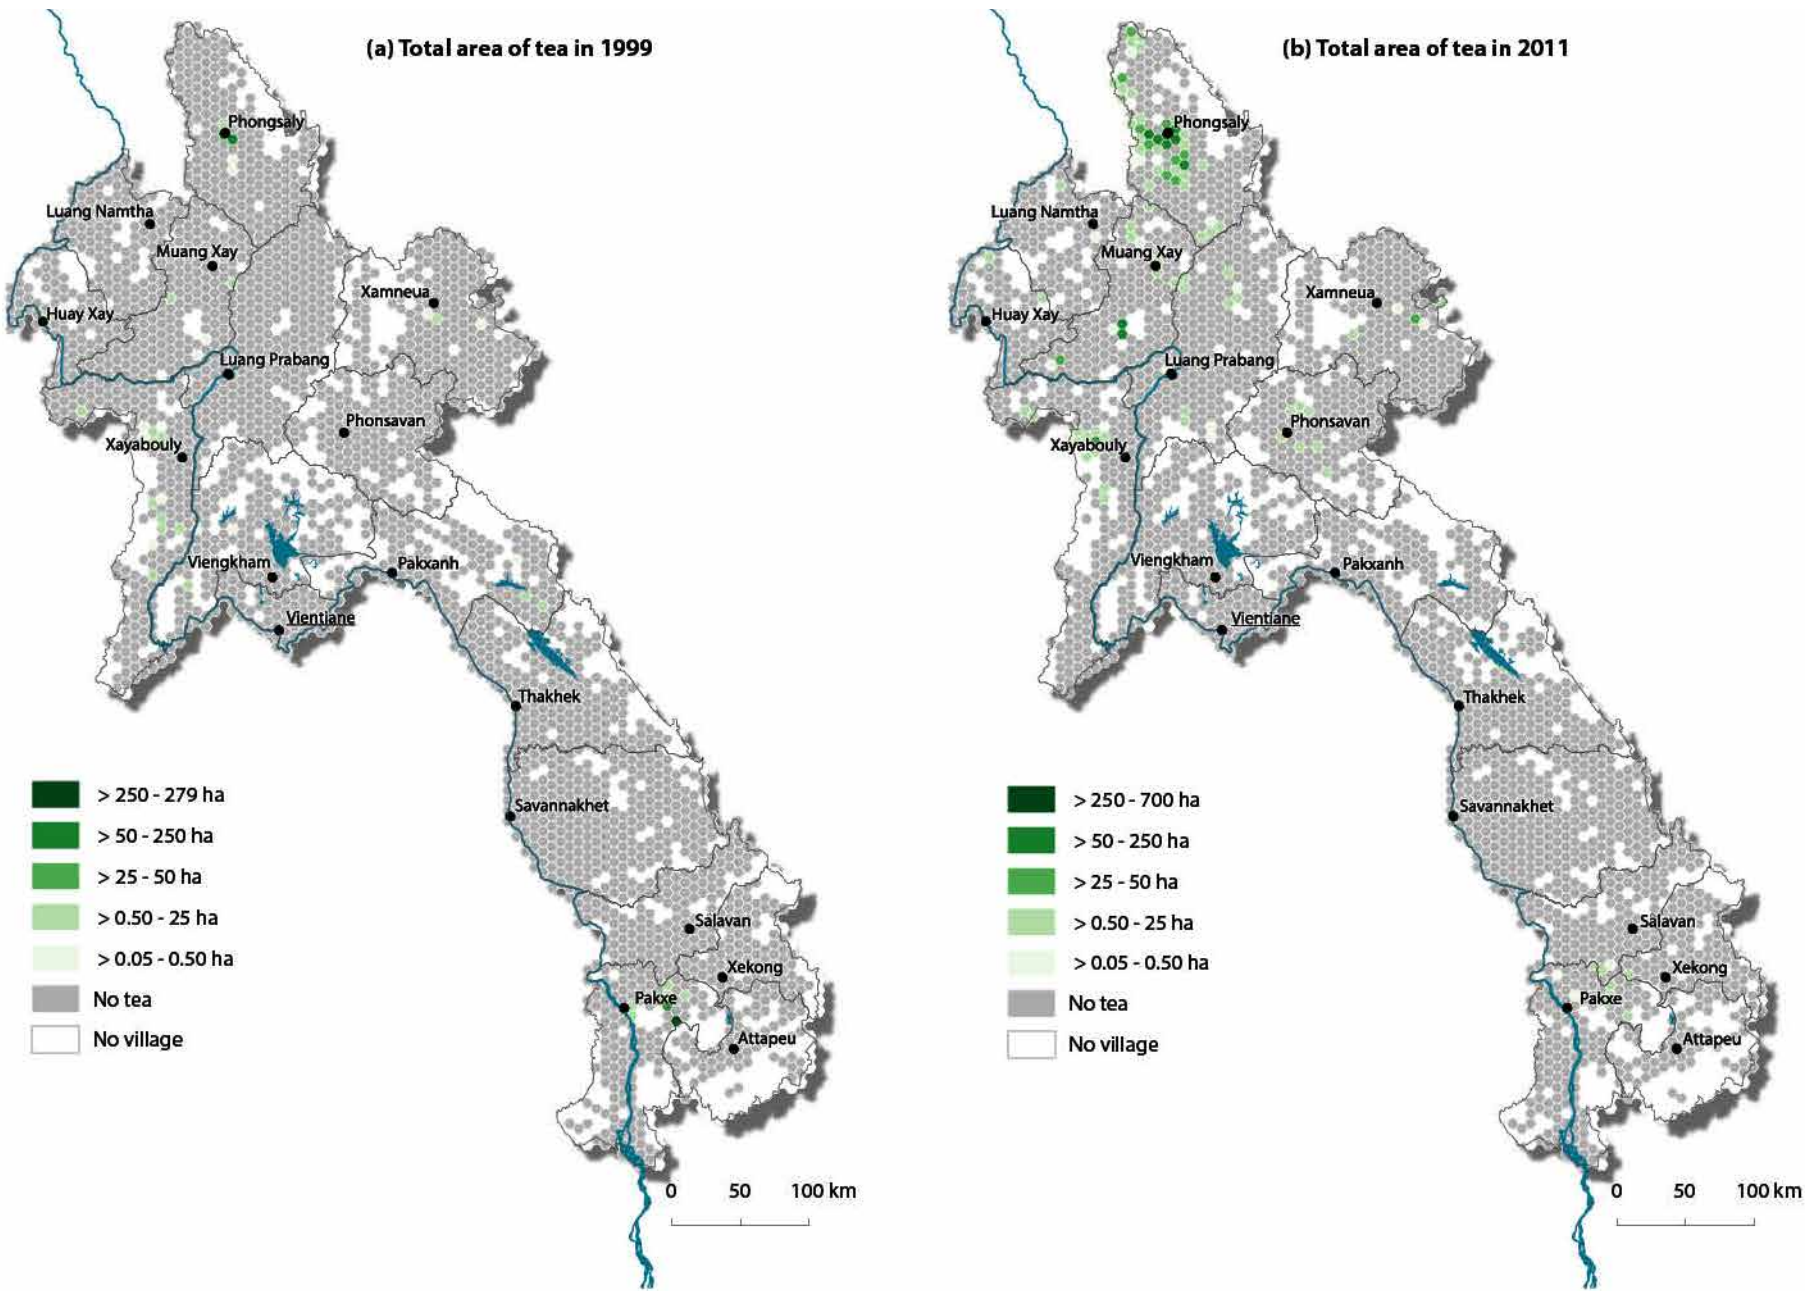 (a) Total area of tea in 1999
Phongsaly
Luang Namtha
Muang Xay
Xamneua
Huay Xay
Luang Prabang
Phonsavan
Xayabouly
Viengkham
Pakxanh
Vientiane
Thakhek
Savannakhet
Salavan
Xekong
Pakxe
Attapeu
> 250 - 279 ha
> 50 - 250 ha
> 25 - 50 ha
> 0.50 - 25 ha
> 0.05 - 0.50 ha
No tea
No village
0 50 100 km
(b) Total area of tea in 2011
Phongsaly
Luang Namtha
Muang Xay
Xamneua
Huay Xay
Luang Prabang
Phonsavan
Xayabouly
Viengkham
Pakxanh
Vientiane
Thakhek
Savannakhet
Salavan
Xekong
Pakxe
Attapeu
> 250 - 700 ha
> 50 - 250 ha
> 25 - 50 ha
> 0.50 - 25 ha
> 0.05 - 0.50 ha
No tea
No village
0 50 100 km